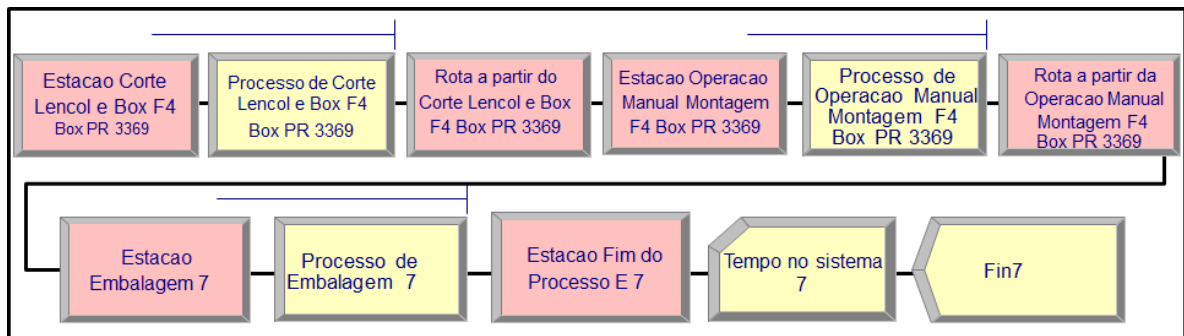 Estacao Corte
Lencol e Box F4
Box PR 3369
Processo de Corte
Lencol e Box F4
Box PR 3369
Rota a partir do
Corte Lencol e Box
F4 Box PR 3369
Estacao Operacao
Manual Montagem
F4 Box PR 3369
Processo de
Operacao Manual
Montagem F4
Box PR 3369
Rota a partir da
Operacao Manual
Montagem F4
Box PR 3369
Estacao
Embalagem 7
Processo de
Embalagem 7
Estacao Fim do
Processo E 7
Tempo no sistema
7
Fin7